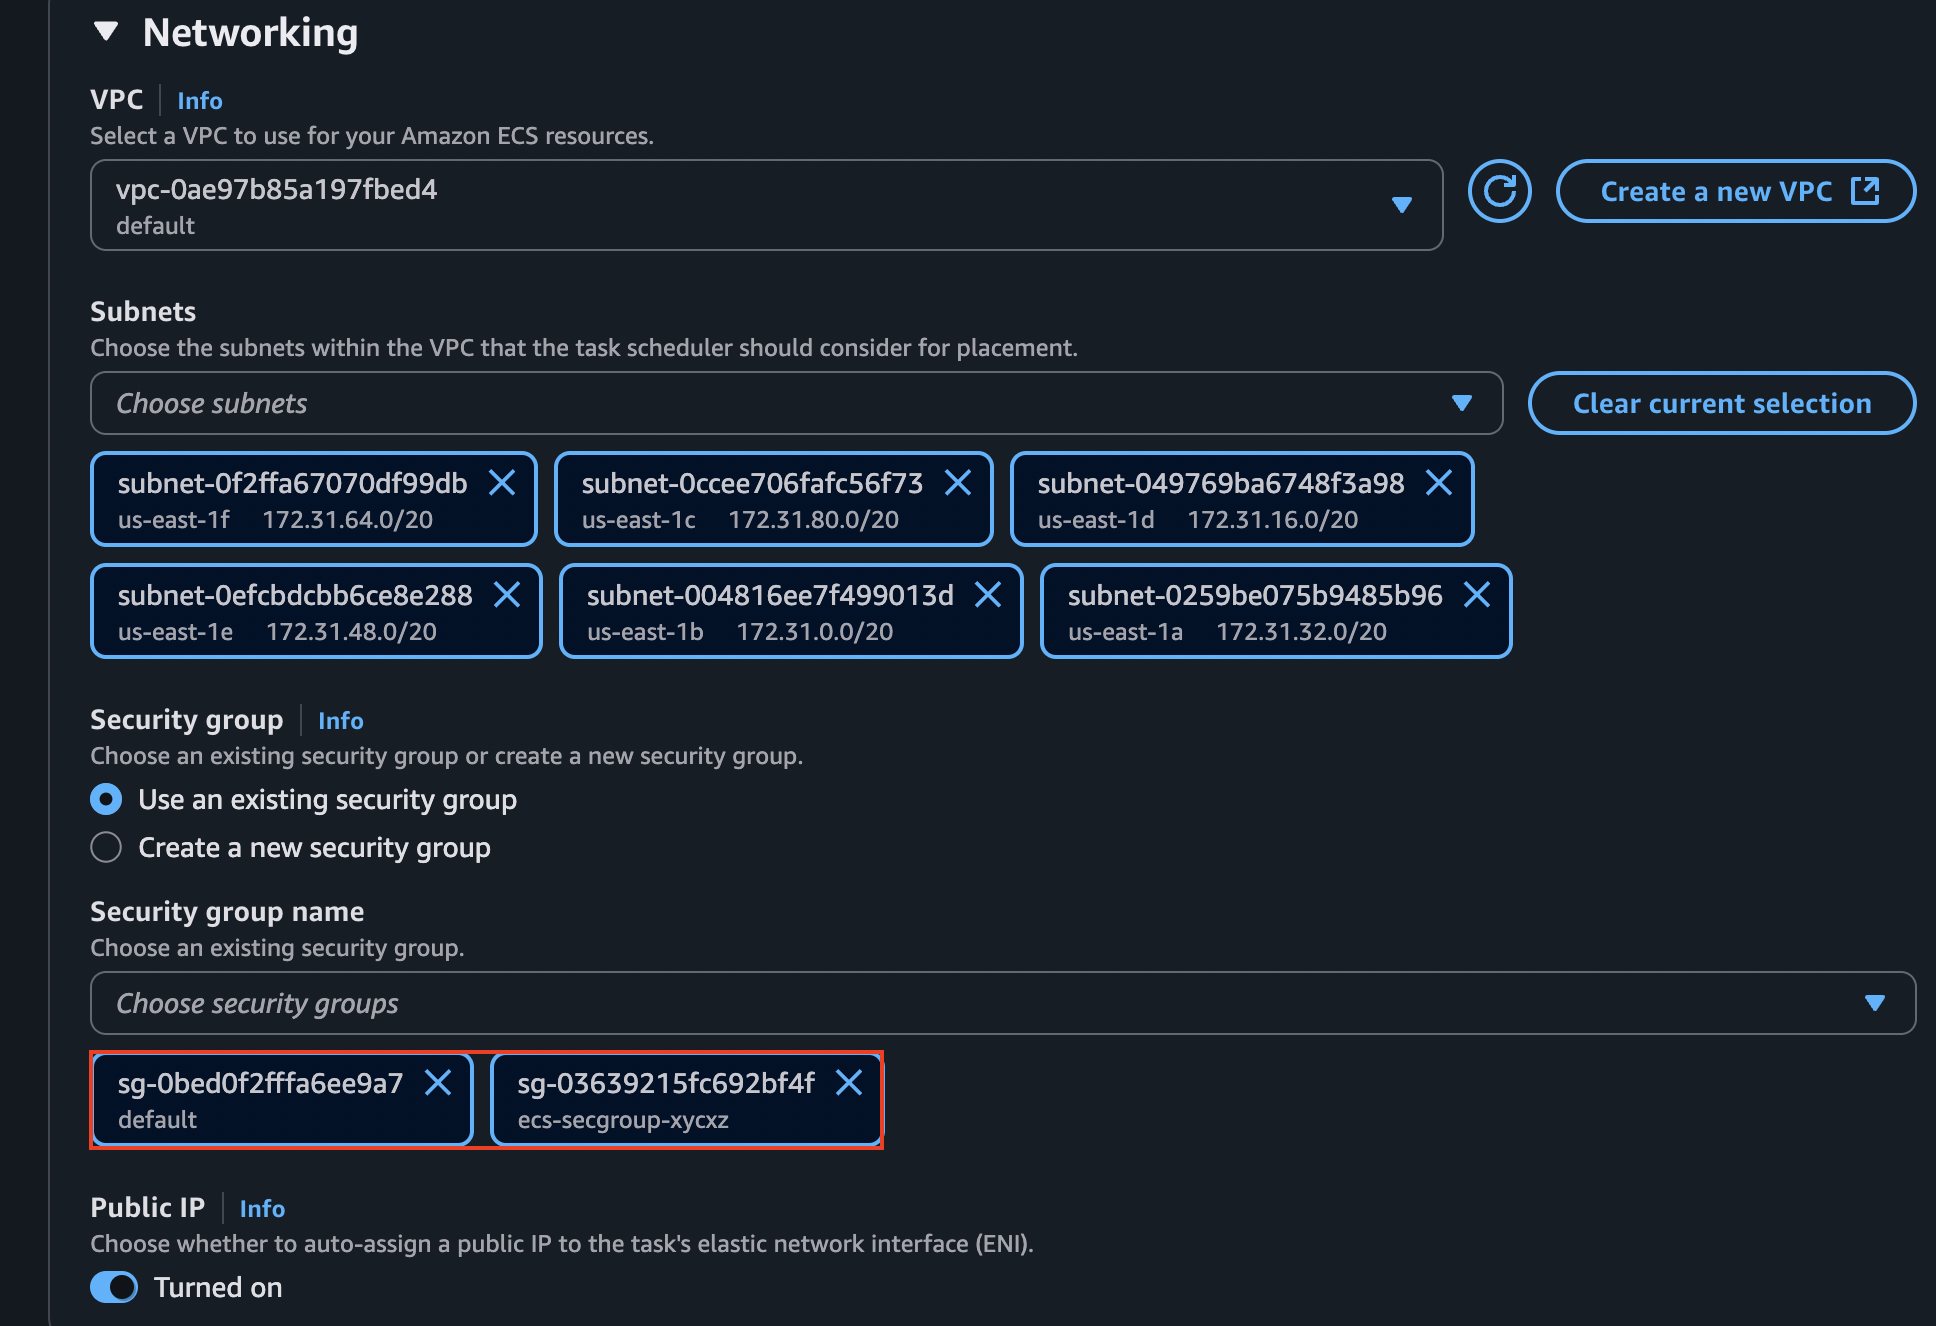 Networking
VPC Info
Select a VPC to use for your Amazon ECS resources.
vpc-0ae97b85a197fbed4
default
Create a new VPC
Subnets
Choose the subnets within the VPC that the task scheduler should consider for placement.
Choose subnets
Clear current selection
subnet-0f2ffa67070df99db
us-east-1f 172.31.64.0/20
subnet-0ccee706fafc56f73
us-east-1c 172.31.80.0/20
subnet-049769ba6748f3a98
us-east-1d 172.31.16.0/20
subnet-0efcbdcbb6ce8e288
us-east-1e 172.31.48.0/20
subnet-004816ee7f499013d
us-east-1b 172.31.0.0/20
subnet-0259be075b9485b96
us-east-1a 172.31.32.0/20
Security group Info
Choose an existing security group or create a new security group.
Use an existing security group
Create a new security group
Security group name
Choose an existing security group.
Choose security groups
sg-0bed0f2fffa6ee9a7
default
sg-03639215fc692bf4f
ecs-secgroup-xycxz
Public IP Info
Choose whether to auto-assign a public IP to the task's elastic network interface (ENI).
Turned on